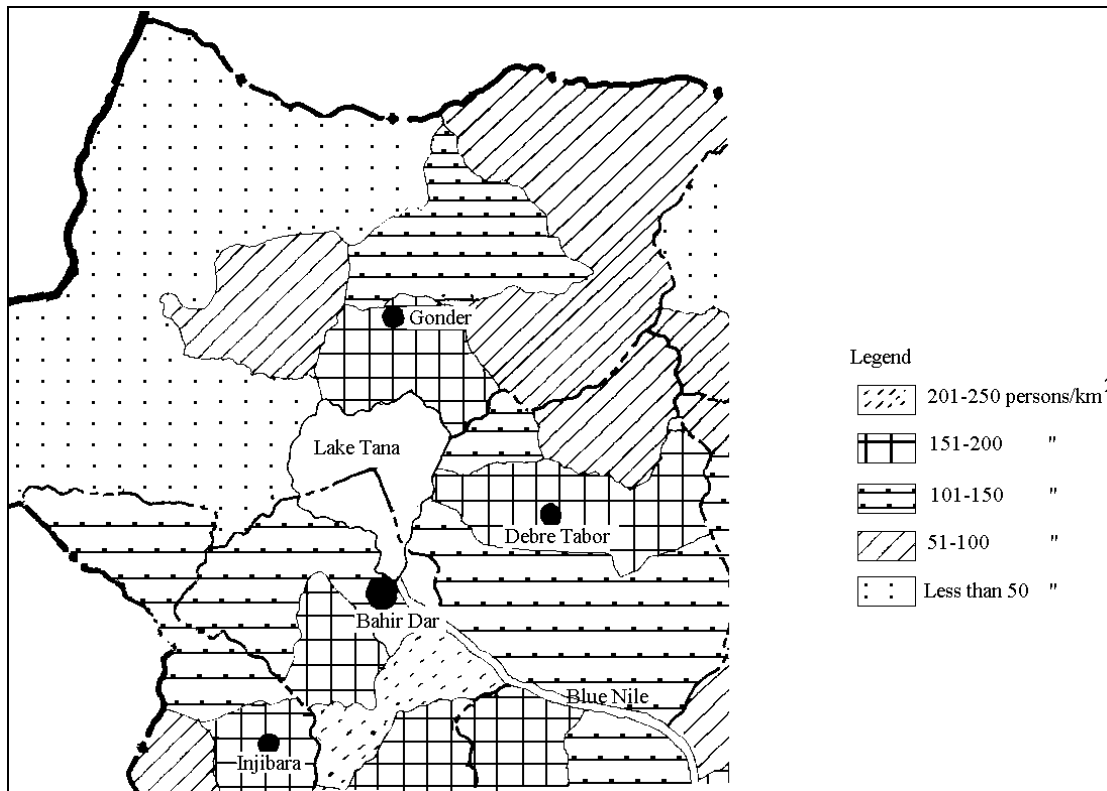 Gonder
Lake Tana
Debre Tabor
Bahir Dar
Blue Nile
Injibara
Legend
201-250 persons/km²
151-200 "
101-150 "
51-100 "
Less than 50 "